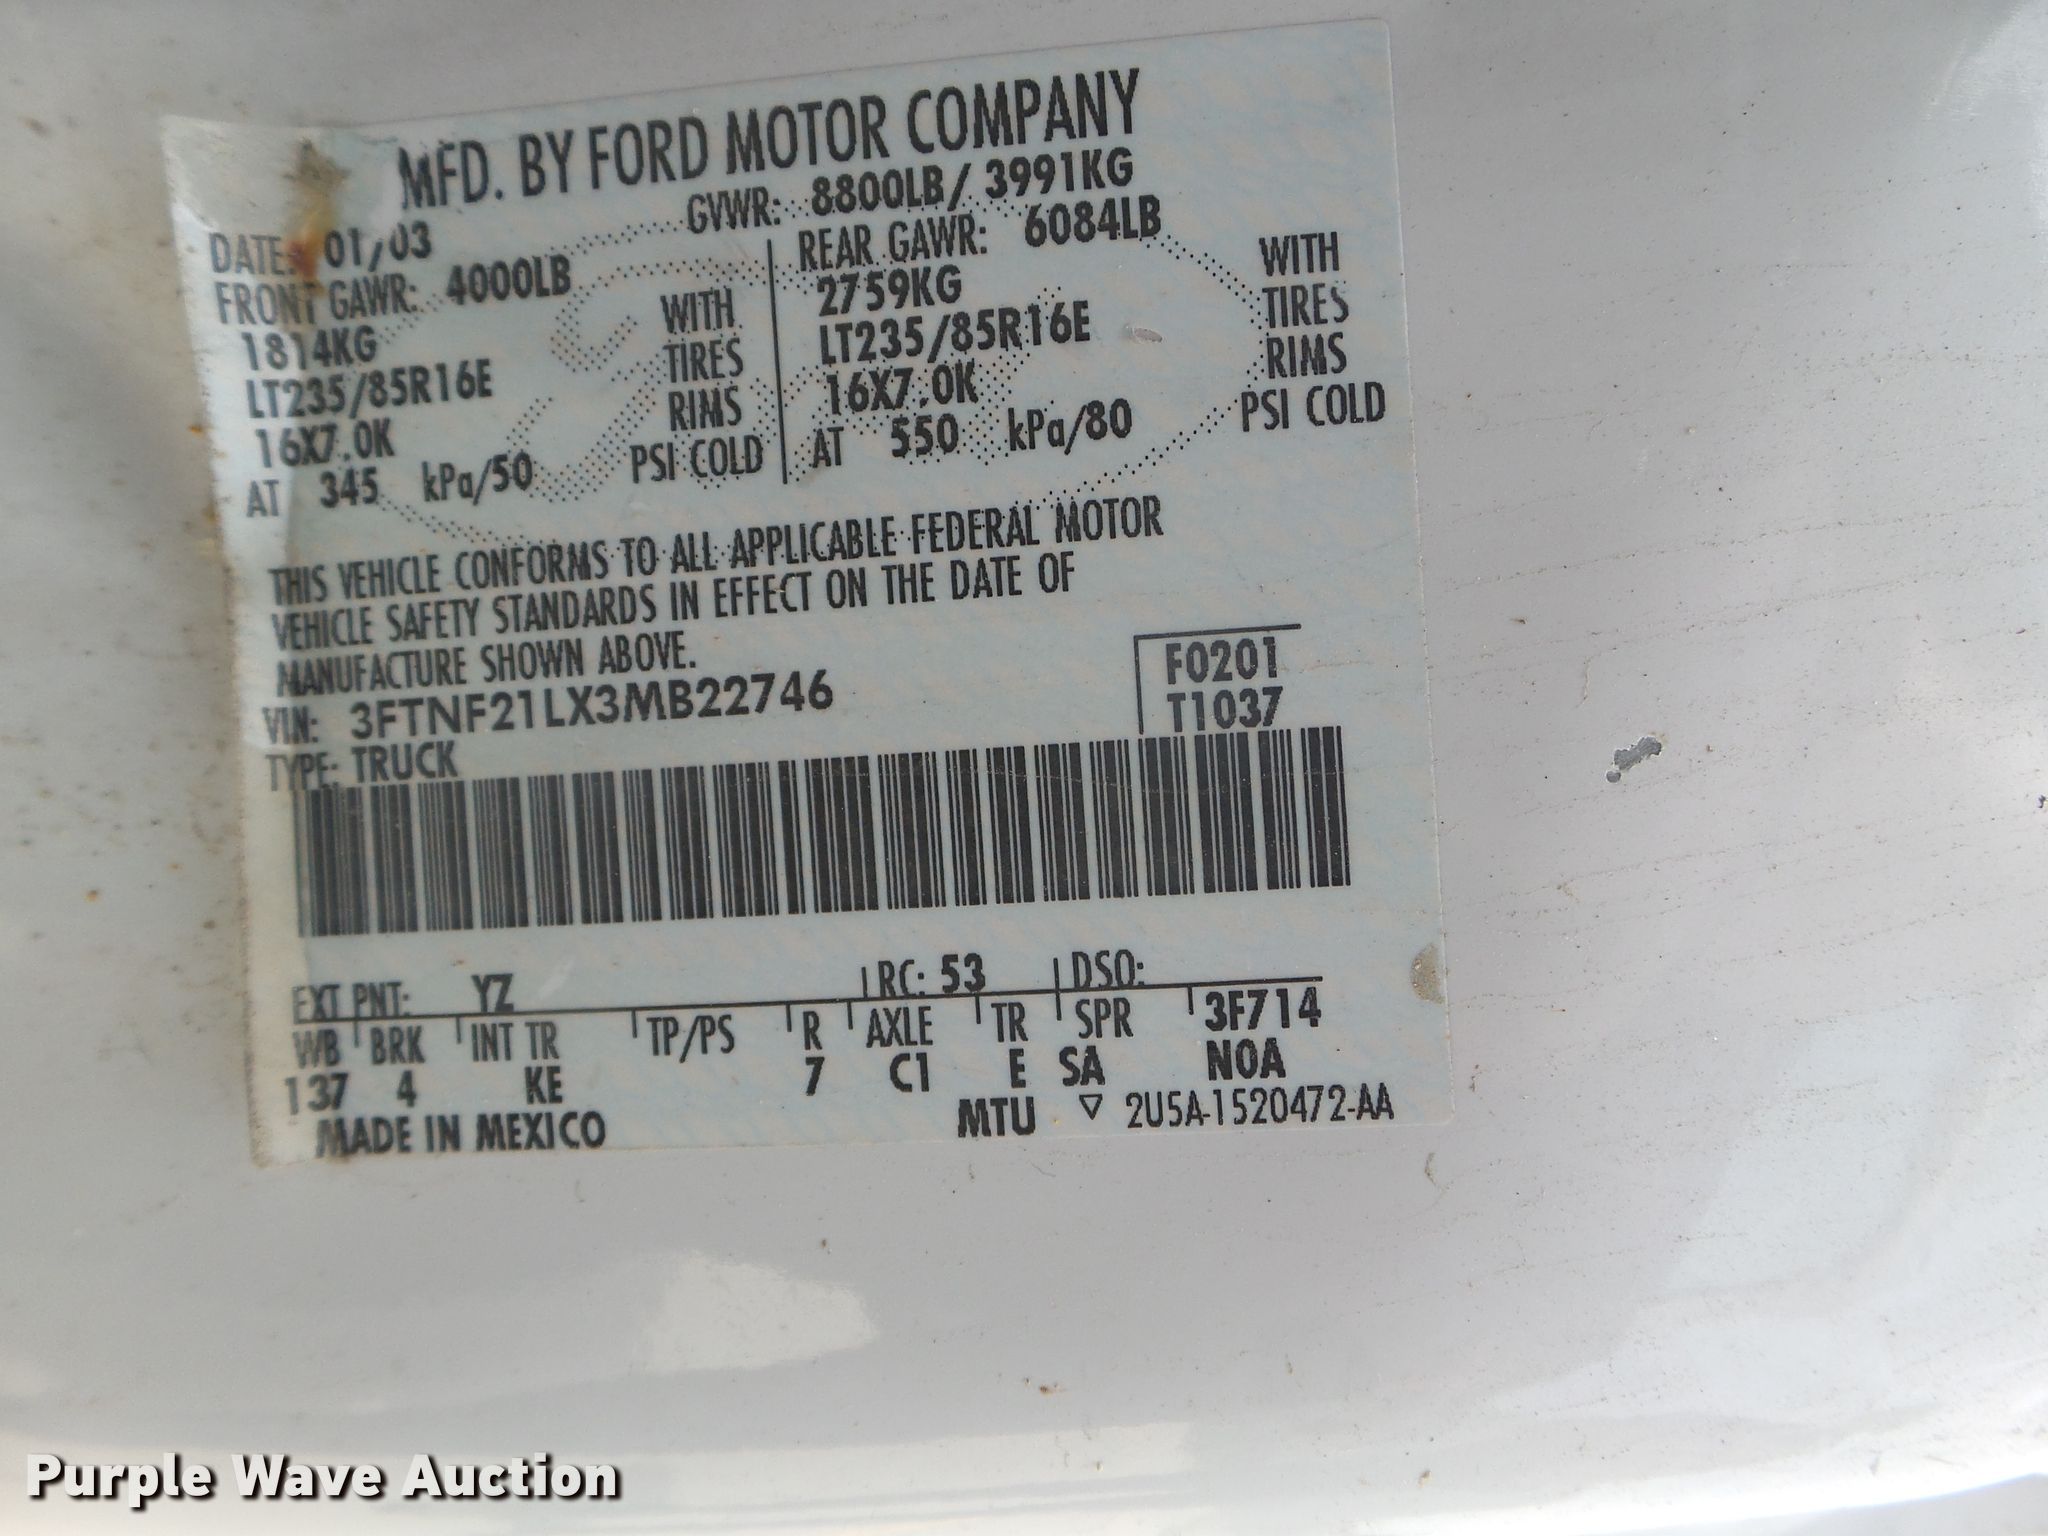 MFD. BY FORD MOTOR COMPANY
DATE: 01/03 GVWR: 8800LB/ 3991KG
FRONT GAWR: 4000LB
1814KG WITH
LT235/85R16E TIRES
16X7.0K RIMS
AT 345 kPa/50 PSI COLD
REAR GAWR: 6084LB
2759KG WITH
LT235/85R16E TIRES
16X7.0K RIMS
AT 550 kPa/80 PSI COLD
THIS VEHICLE CONFORMS TO ALL APPLICABLE FEDERAL MOTOR
VEHICLE SAFETY STANDARDS IN EFFECT ON THE DATE OF
MANUFACTURE SHOWN ABOVE.
VIN: 3FTNF21LX3MB22746
TYPE: TRUCK
F0201
T1037
EXT PNT: YZ RC: 53 DSO:
WB BRK INT TR TP/PS R AXLE TR SPR 3F714
137 4 KE 7 C1 E SA NOA
MADE IN MEXICO MTU ▽ 2U5A-1520472-AA
Purple Wave Auction